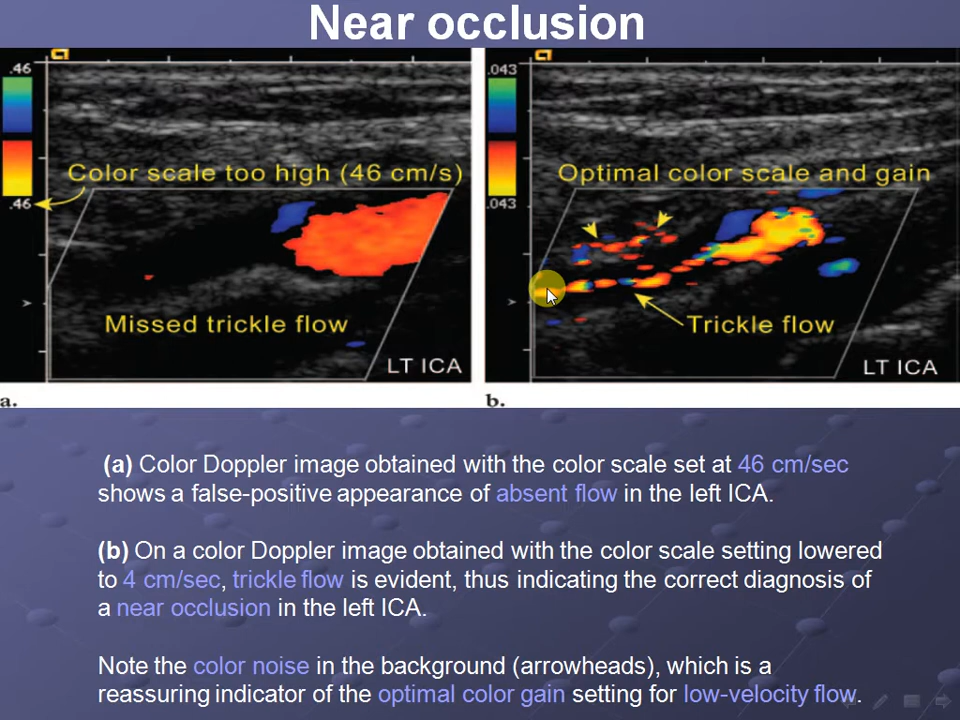 Near occlusion
.46
Color scale too high (46 cm/s)
.46
Missed trickle flow
LT ICA
a.
.043
Optimal color scale and gain
.043
Trickle flow
LT ICA
b.
(a) Color Doppler image obtained with the color scale set at 46 cm/sec
shows a false-positive appearance of absent flow in the left ICA.
(b) On a color Doppler image obtained with the color scale setting lowered
to 4 cm/sec, trickle flow is evident, thus indicating the correct diagnosis of
a near occlusion in the left ICA.
Note the color noise in the background (arrowheads), which is a
reassuring indicator of the optimal color gain setting for low-velocity flow.